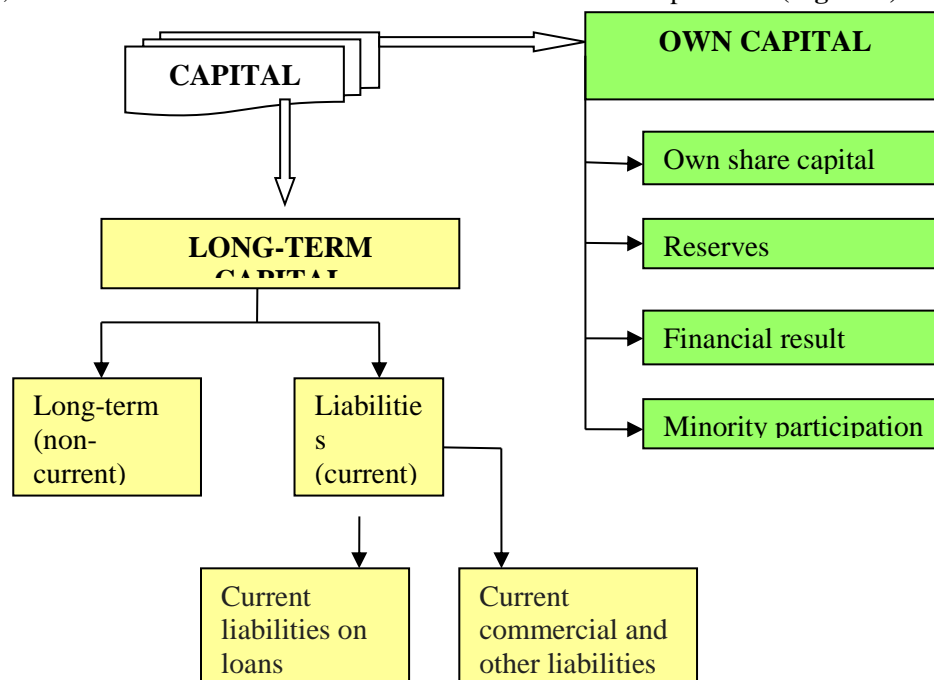 OWN CAPITAL
CAPITAL
Own share capital
LONG-TERM
CAPITAL
Reserves
Financial result
Long-term
(non-
current)
Liabilitie
s
(current)
Minority participation
Current
liabilities on
loans
Current
commercial and
other liabilities